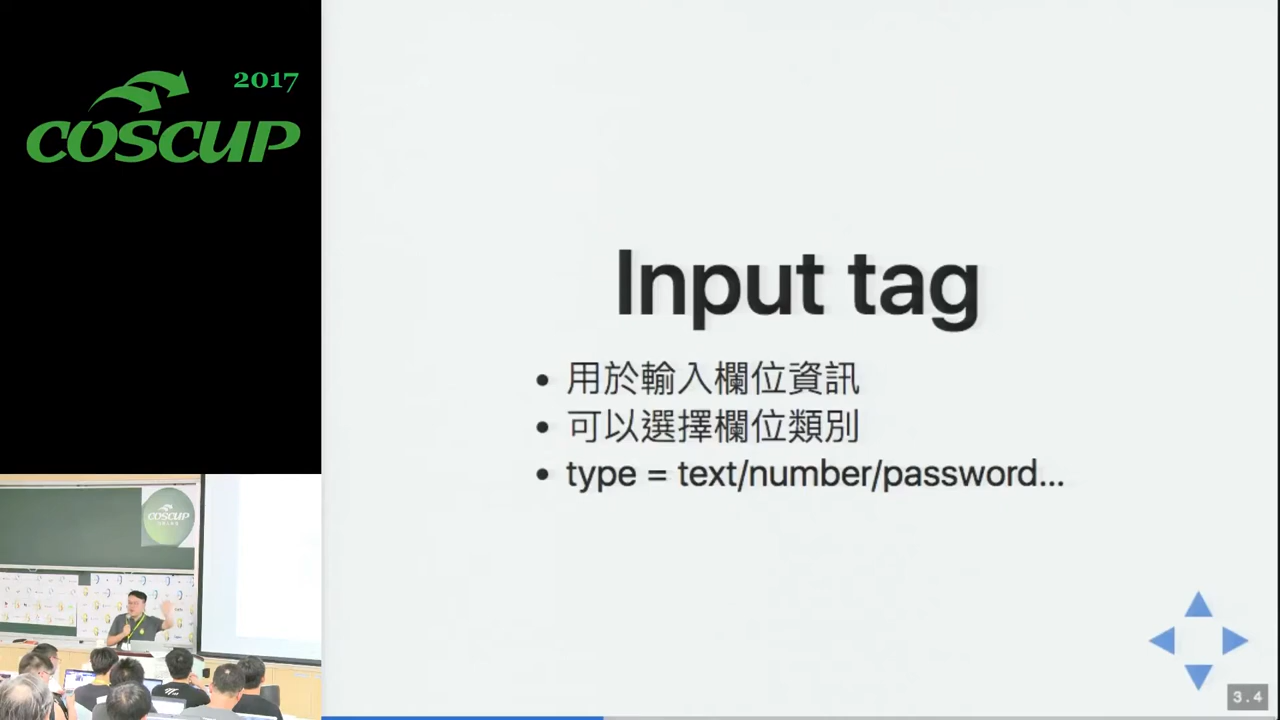 2017
COSCUP
Input tag
用於輸入欄位資訊
可以選擇欄位類別
type = text/number/password...
COSCUP
3.4